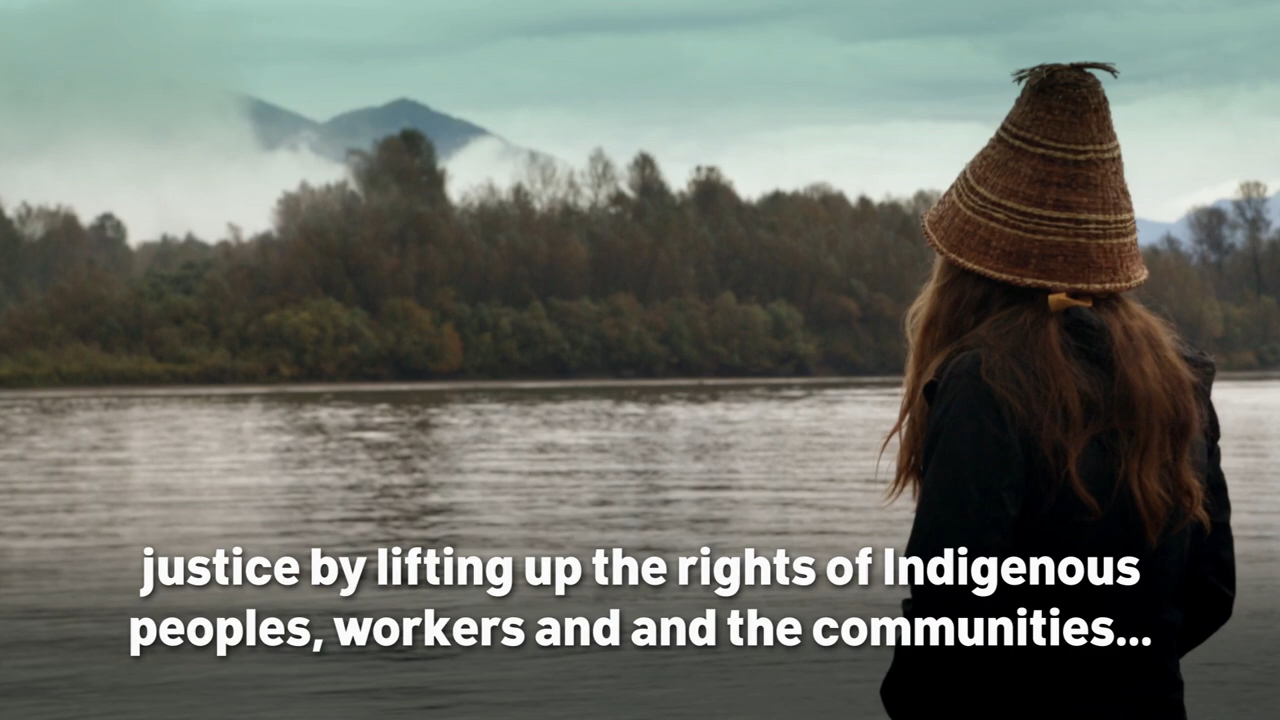 justice by lifting up the rights of Indigenous
peoples, workers and and the communities...